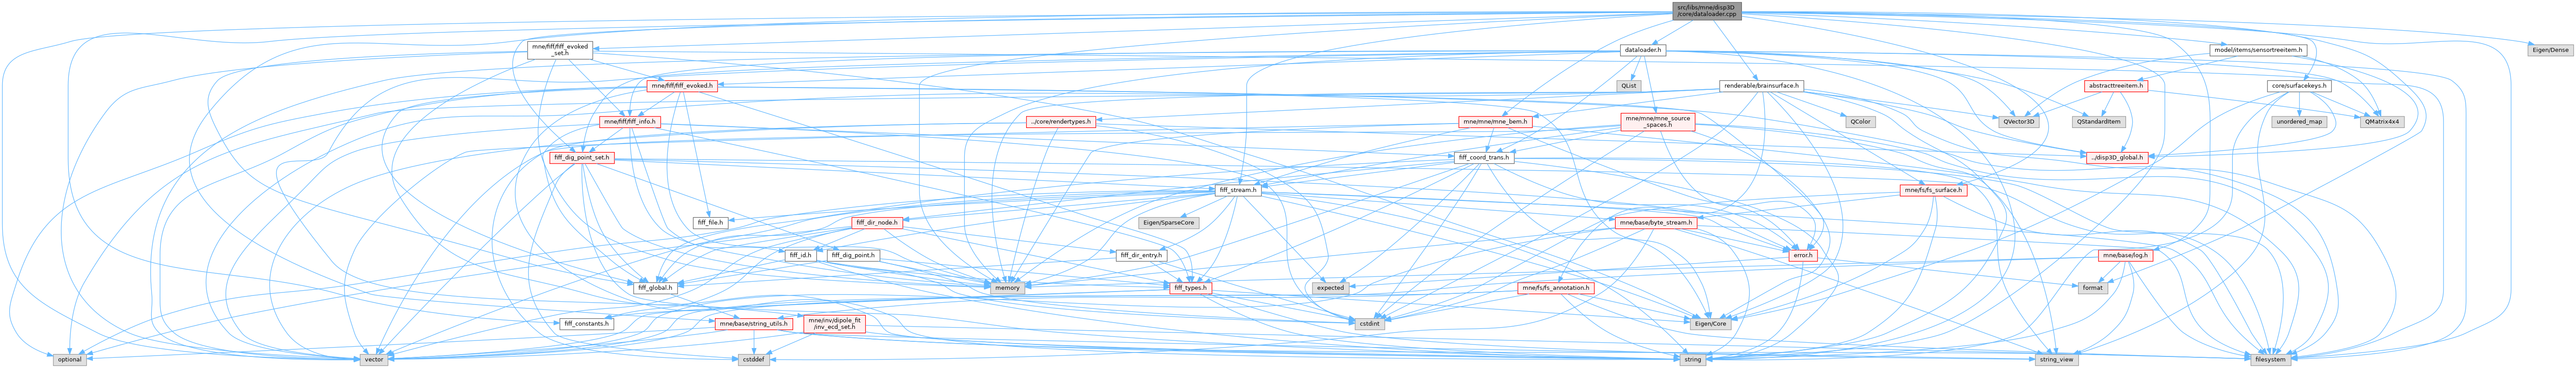 src/libs/mne/disp3D
/core/dataloader.cpp
mne/fiff/fiff_evoked
_set.h
dataloader.h
model/items/sensortreeitem.h
Eigen/Dense
mne/fiff/fiff_evoked.h
QList
renderable/brainsurface.h
abstracttreeitem.h
core/surfacekeys.h
mne/fiff/fiff_info.h
../core/rendertypes.h
mne/mne/mne_bem.h
mne/mne/mne_source
_spaces.h
QColor
QVector3D
QStandardItem
unordered_map
QMatrix4x4
fiff_dig_point_set.h
fiff_coord_trans.h
../disp3D_global.h
fiff_stream.h
mne/fs/fs_surface.h
fiff_file.h
Eigen/SparseCore
fiff_dir_node.h
mne/base/byte_stream.h
fiff_id.h
fiff_dig_point.h
fiff_dir_entry.h
error.h
mne/base/log.h
fiff_global.h
memory
fiff_types.h
expected
mne/fs/fs_annotation.h
format
fiff_constants.h
mne/base/string_utils.h
mne/inv/dipole_fit
/inv_ecd_set.h
cstdint
Eigen/Core
optional
vector
cstddef
string
string_view
filesystem